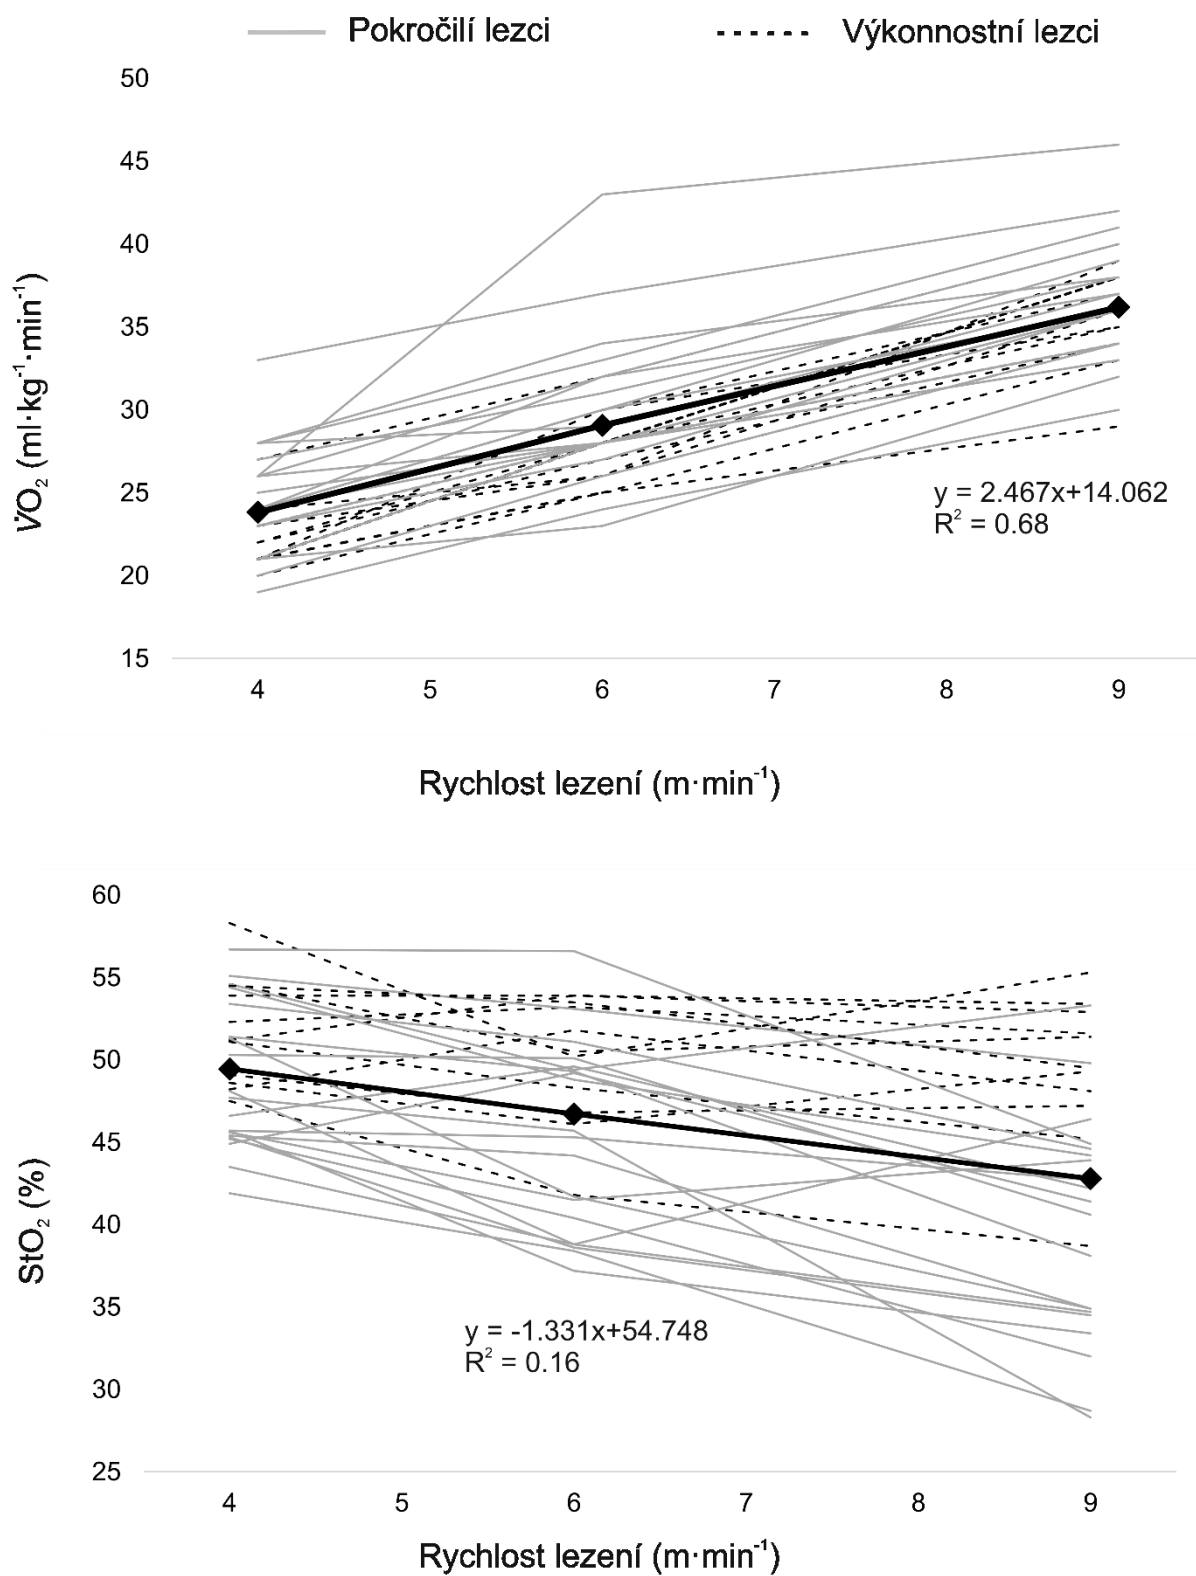 Pokročilí lezci Výkonnostní lezci
50
45
40
35
30
25
20
15
V̇O₂ (ml·kg⁻¹·min⁻¹)
y = 2.467x+14.062
R² = 0.68
4 5 6 7 8 9
Rychlost lezení (m·min⁻¹)
60
55
50
45
40
35
30
25
StO₂ (%)
y = -1.331x+54.748
R² = 0.16
4 5 6 7 8 9
Rychlost lezení (m·min⁻¹)